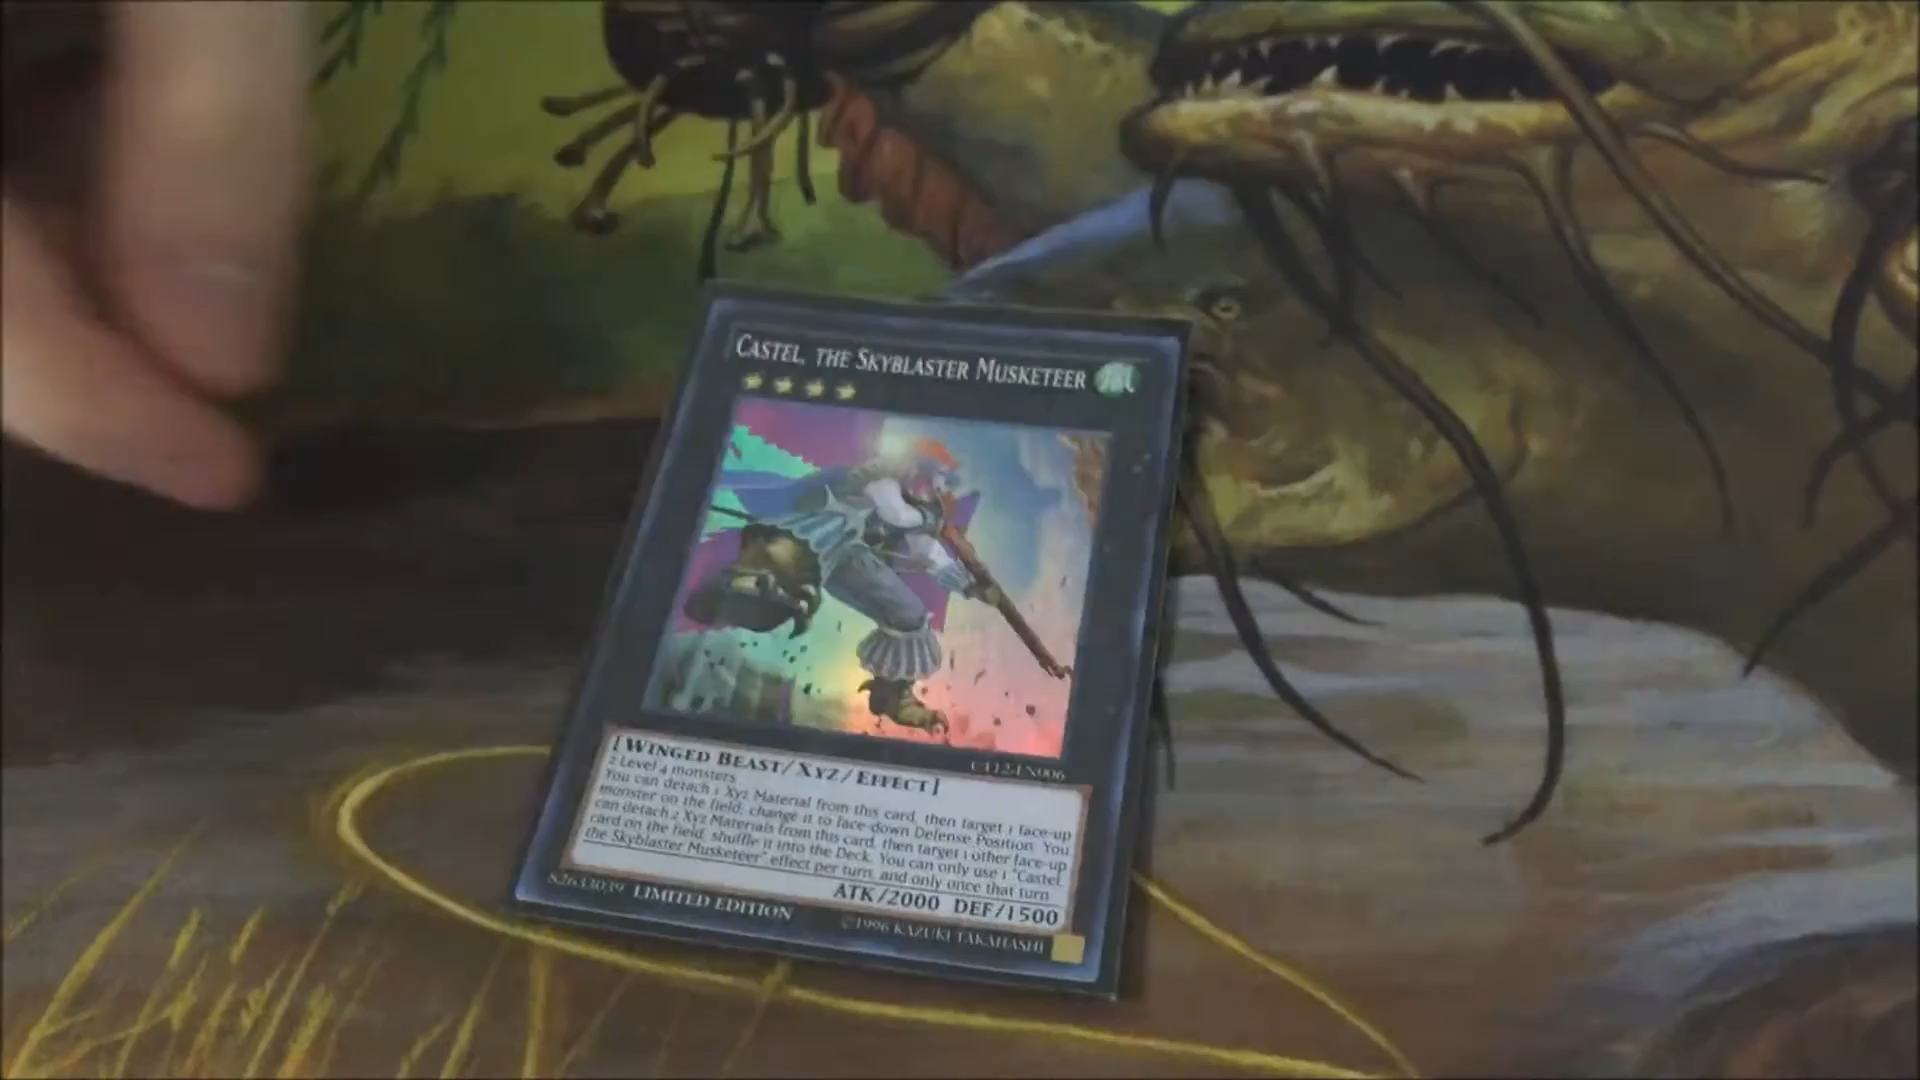 CASTEL, THE SKYBLASTER MUSKETEER
CT12-EN006
[WINGED BEAST/XYZ/EFFECT]
2 Level 4 monsters
You can detach 1 Xyz Material from this card, then target 1 face-up
monster on the field; change it to face-down Defense Position. You
can detach 2 Xyz Materials from this card, then target 1 other face-up
card on the field; shuffle it into the Deck. You can only use 1 "Castel,
the Skyblaster Musketeer" effect per turn, and only once that turn.
ATK/2000 DEF/1500
82633039 LIMITED EDITION
©1996 KAZUKI TAKAHASHI